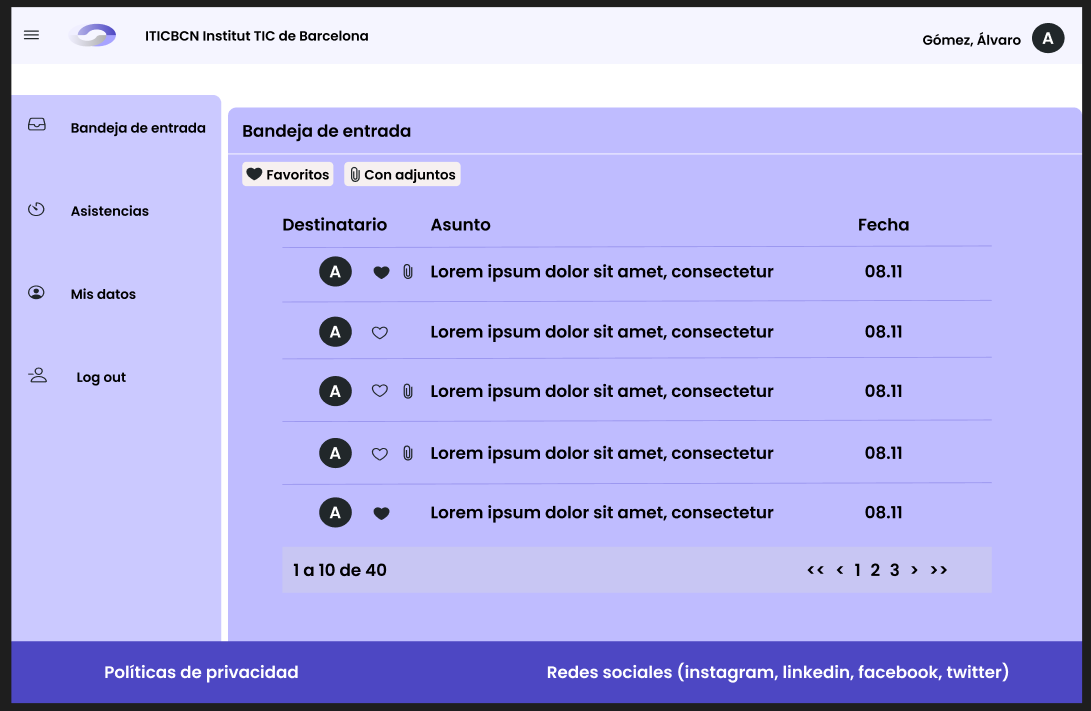 ITICBCN Institut TIC de Barcelona
Gómez, Álvaro A
Bandeja de entrada
Asistencias
Mis datos
Log out
Bandeja de entrada
Favoritos Con adjuntos
Destinatario Asunto Fecha
A Lorem ipsum dolor sit amet, consectetur 08.11
A Lorem ipsum dolor sit amet, consectetur 08.11
A Lorem ipsum dolor sit amet, consectetur 08.11
A Lorem ipsum dolor sit amet, consectetur 08.11
A Lorem ipsum dolor sit amet, consectetur 08.11
1 a 10 de 40 << < 1 2 3 > >>
Políticas de privacidad Redes sociales (instagram, linkedin, facebook, twitter)